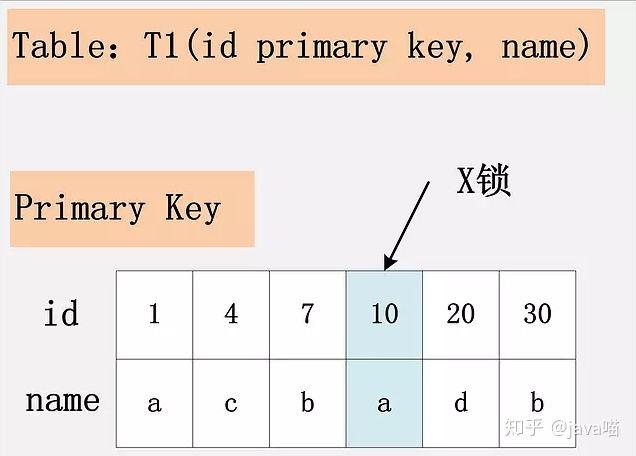 Table：T1(id primary key, name)
X锁
Primary Key
id 1 4 7 10 20 30
name a c b a d b
知乎 @java喵